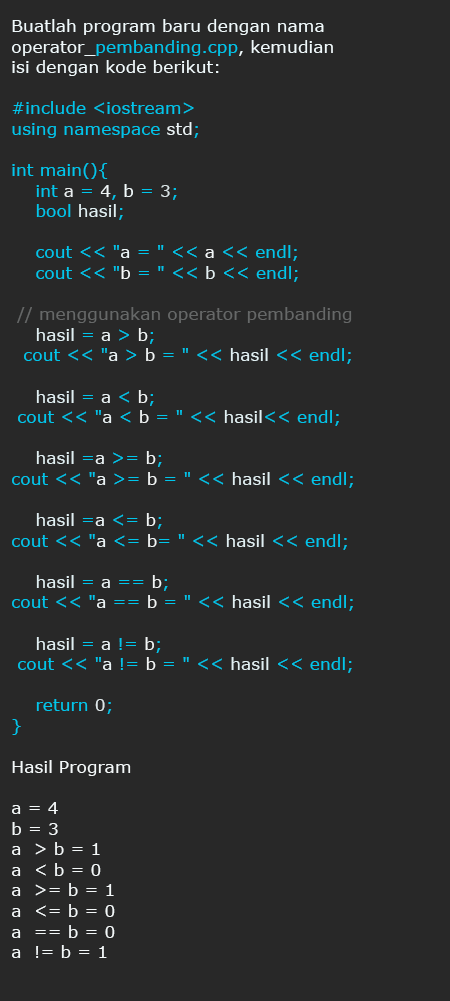 Buatlah program baru dengan nama
operator_pembanding.cpp, kemudian
isi dengan kode berikut:
#include <iostream>
using namespace std;
int main(){
int a = 4, b = 3;
bool hasil;
cout << "a = " << a << endl;
cout << "b = " << b << endl;
// menggunakan operator pembanding
hasil = a > b;
cout << "a > b = " << hasil << endl;
hasil = a < b;
cout << "a < b = " << hasil<< endl;
hasil =a >= b;
cout << "a >= b = " << hasil << endl;
hasil =a <= b;
cout << "a <= b= " << hasil << endl;
hasil = a == b;
cout << "a == b = " << hasil << endl;
hasil = a != b;
cout << "a != b = " << hasil << endl;
return 0;
}
Hasil Program
a = 4
b = 3
a  > b = 1
a  < b = 0
a  >= b = 1
a  <= b = 0
a  == b = 0
a  != b = 1